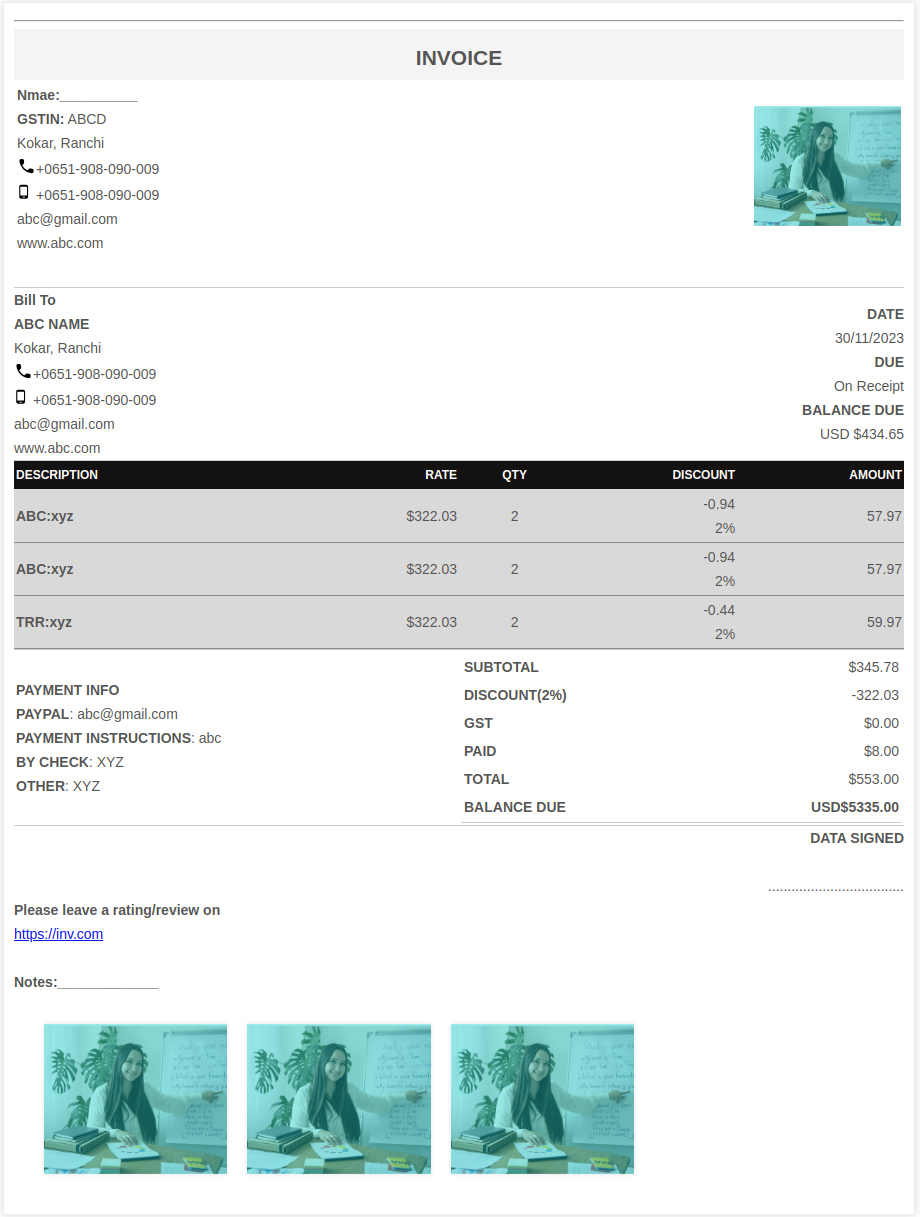 INVOICE
Nmae:__________
GSTIN: ABCD
Kokar, Ranchi
+0651-908-090-009
+0651-908-090-009
abc@gmail.com
www.abc.com
Bill To
ABC NAME
Kokar, Ranchi
+0651-908-090-009
+0651-908-090-009
abc@gmail.com
www.abc.com
DATE
30/11/2023
DUE
On Receipt
BALANCE DUE
USD $434.65
DESCRIPTION RATE QTY DISCOUNT AMOUNT
ABC:xyz $322.03 2 -0.94 2% 57.97
ABC:xyz $322.03 2 -0.94 2% 57.97
TRR:xyz $322.03 2 -0.44 2% 59.97
PAYMENT INFO
PAYPAL: abc@gmail.com
PAYMENT INSTRUCTIONS: abc
BY CHECK: XYZ
OTHER: XYZ
SUBTOTAL $345.78
DISCOUNT(2%) -322.03
GST $0.00
PAID $8.00
TOTAL $553.00
BALANCE DUE USD$5335.00
DATA SIGNED
...................................
Please leave a rating/review on
https://inv.com
Notes:_____________